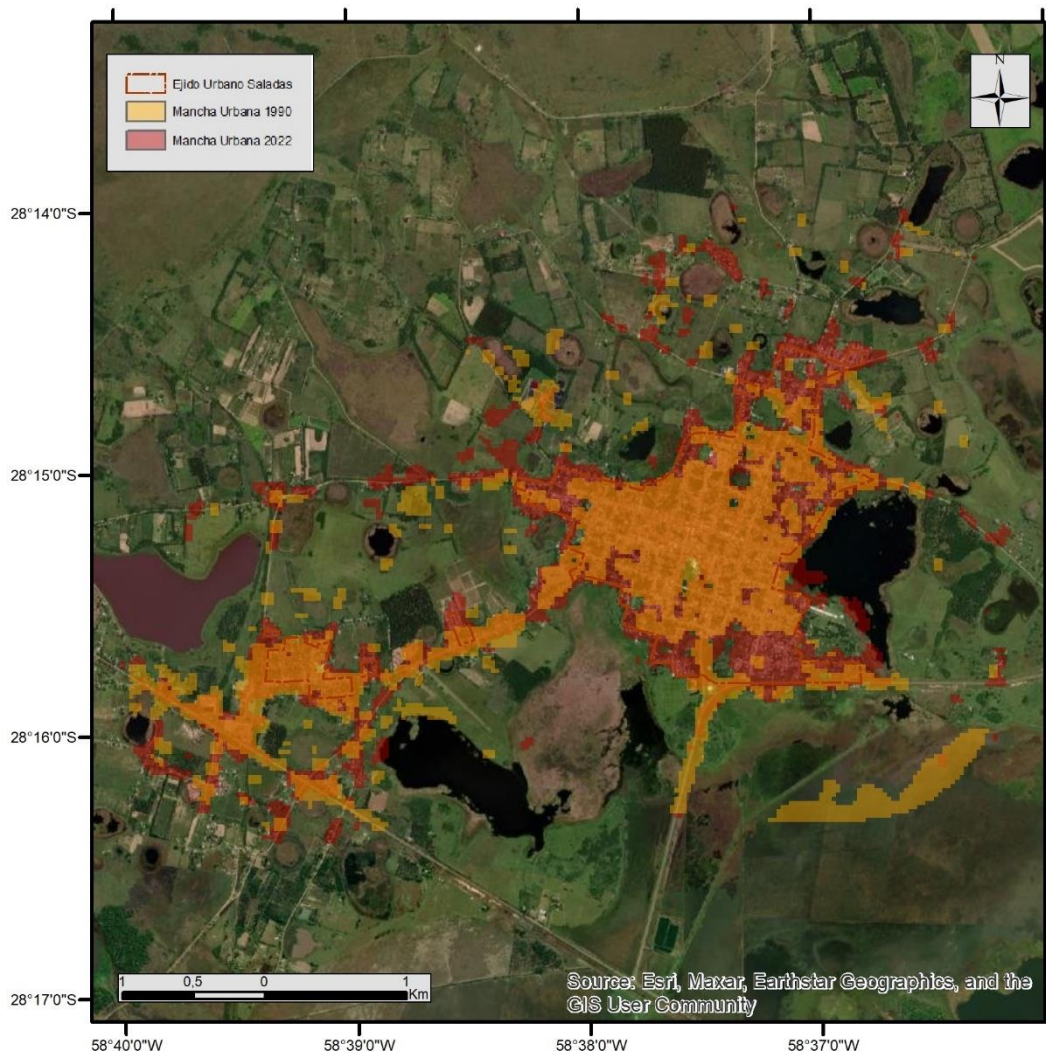 Ejido Urbano Saladas
Mancha Urbana 1990
Mancha Urbana 2022
N
28°14'0"S
28°15'0"S
28°16'0"S
28°17'0"S
1 0,5 0 1
Km
Source: Esri, Maxar, Earthstar Geographics, and the
GIS User Community
58°40'0"W 58°39'0"W 58°38'0"W 58°37'0"W